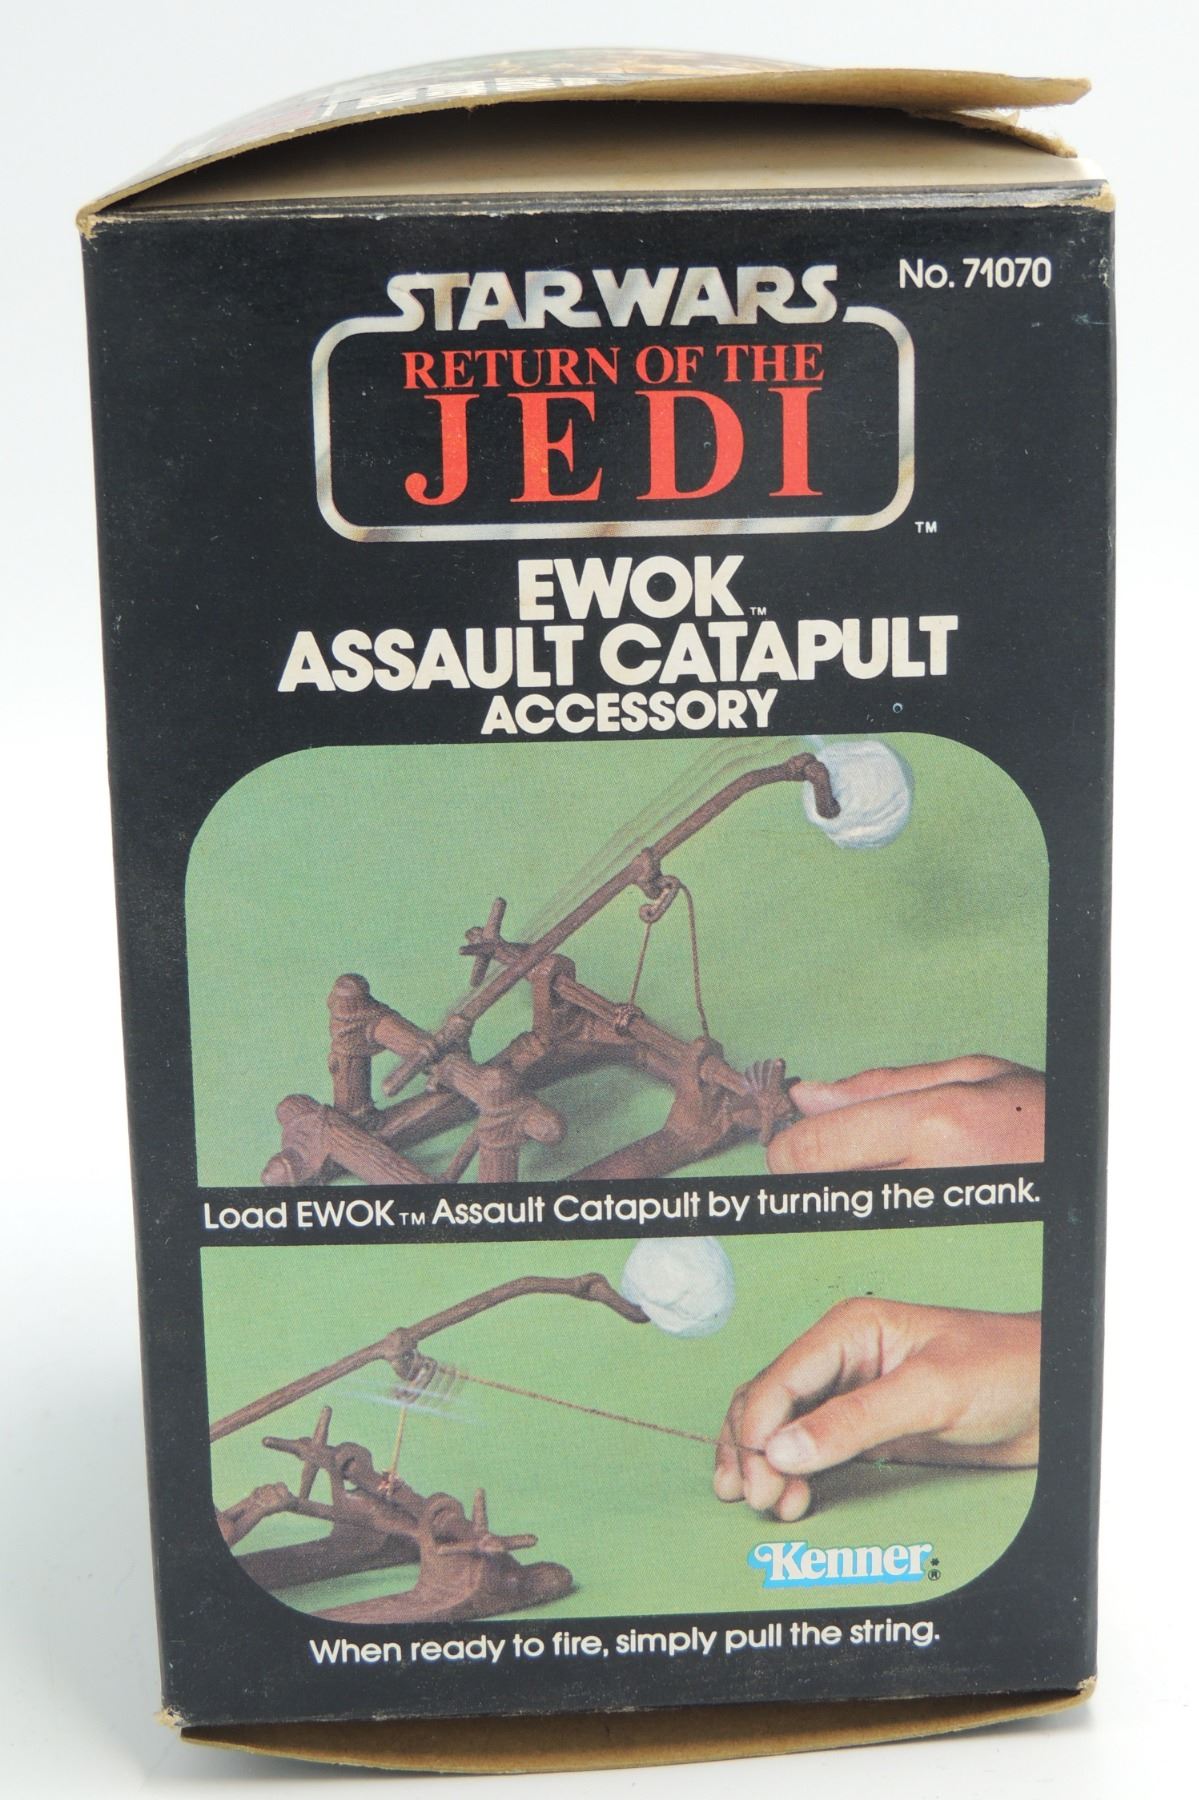 No. 71070
STAR WARS
RETURN OF THE
JEDI
TM
EWOK TM
ASSAULT CATAPULT
ACCESSORY
Load EWOK TM Assault Catapult by turning the crank.
Kenner*®
When ready to fire, simply pull the string.